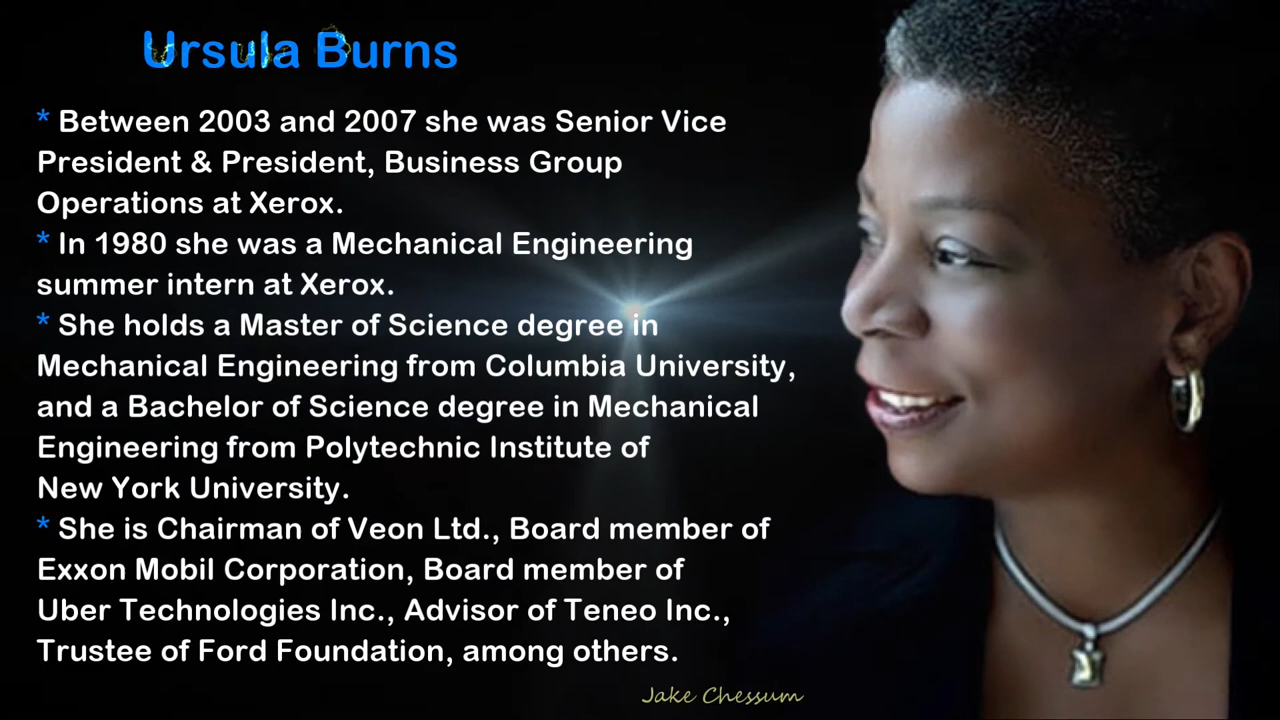 Ursula Burns
* Between 2003 and 2007 she was Senior Vice
President & President, Business Group
Operations at Xerox.
* In 1980 she was a Mechanical Engineering
summer intern at Xerox.
* She holds a Master of Science degree in
Mechanical Engineering from Columbia University,
and a Bachelor of Science degree in Mechanical
Engineering from Polytechnic Institute of
New York University.
* She is Chairman of Veon Ltd., Board member of
Exxon Mobil Corporation, Board member of
Uber Technologies Inc., Advisor of Teneo Inc.,
Trustee of Ford Foundation, among others.
Jake Chessum